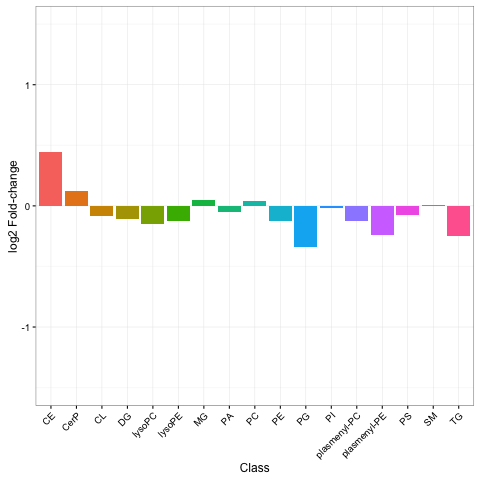 log2 Fold-change
1
0
-1
CE
CerP
CL
DG
lysoPC
lysoPE
MG
PA
PC
PE
PG
PI
plasmenyl-PC
plasmenyl-PE
PS
SM
TG
Class